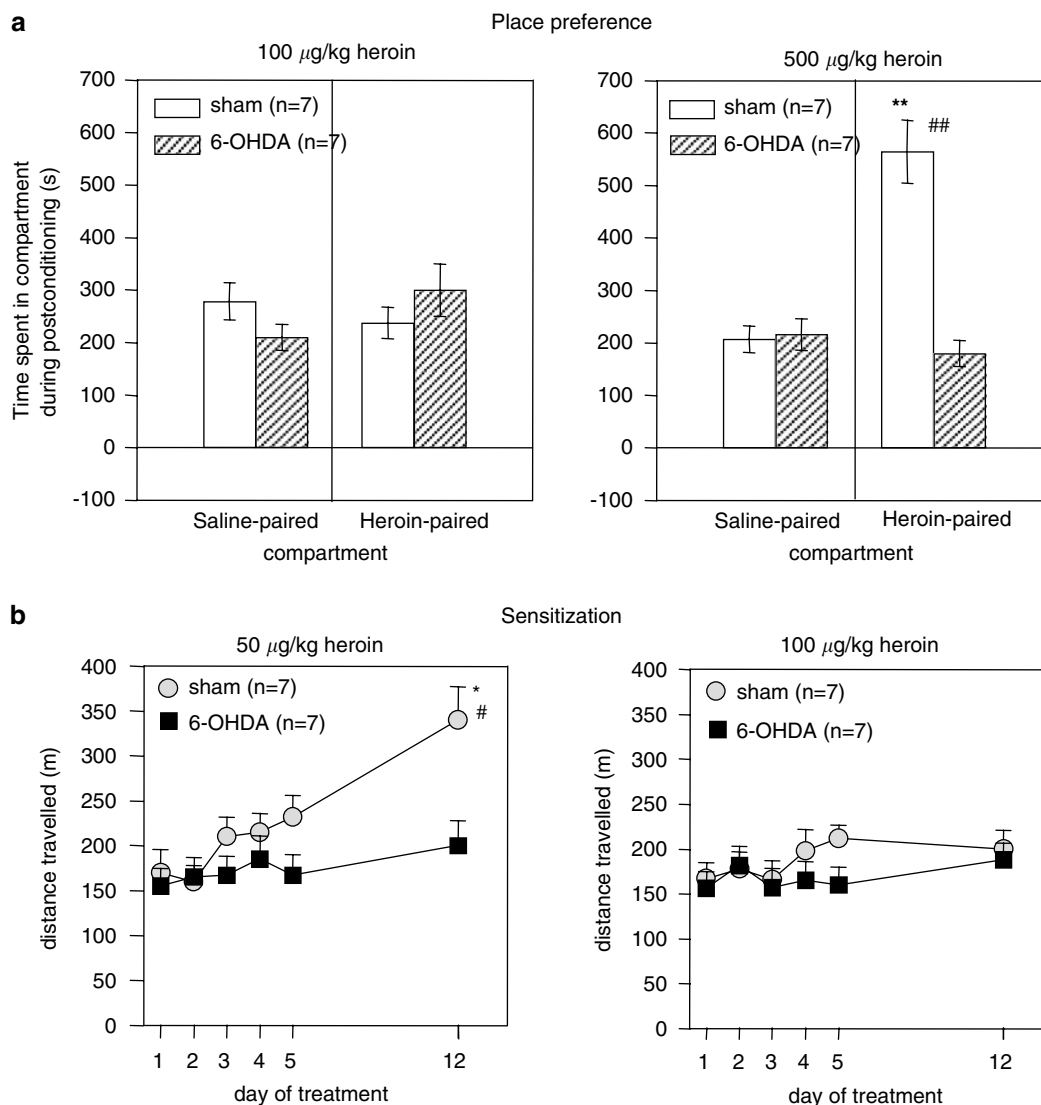 a
Place preference
100 μg/kg heroin
700
600
500
400
300
200
100
0
-100
Time spent in compartment
during postconditioning (s)
sham (n=7)
6-OHDA (n=7)
Saline-paired
Heroin-paired
compartment
500 μg/kg heroin
700
600
500
400
300
200
100
0
-100
sham (n=7)
6-OHDA (n=7)
**
##
Saline-paired
Heroin-paired
compartment
b
Sensitization
50 μg/kg heroin
400
350
300
250
200
150
100
50
0
distance travelled (m)
sham (n=7)
6-OHDA (n=7)
*
#
1 2 3 4 5 12
day of treatment
100 μg/kg heroin
400
350
300
250
200
150
100
50
0
distance travelled (m)
sham (n=7)
6-OHDA (n=7)
1 2 3 4 5 12
day of treatment